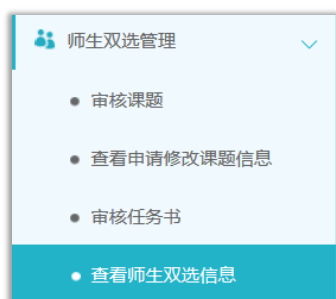 师生双选管理
审核课题
查看申请修改课题信息
审核任务书
查看师生双选信息